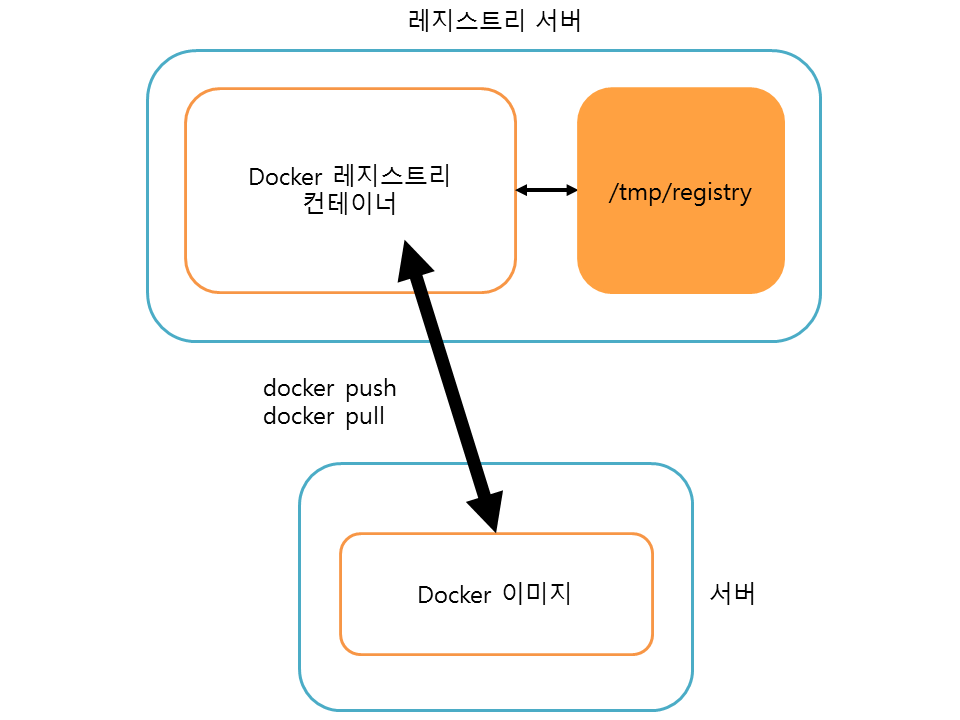 레지스트리 서버
Docker 레지스트리
컨테이너
/tmp/registry
docker push
docker pull
Docker 이미지
서버